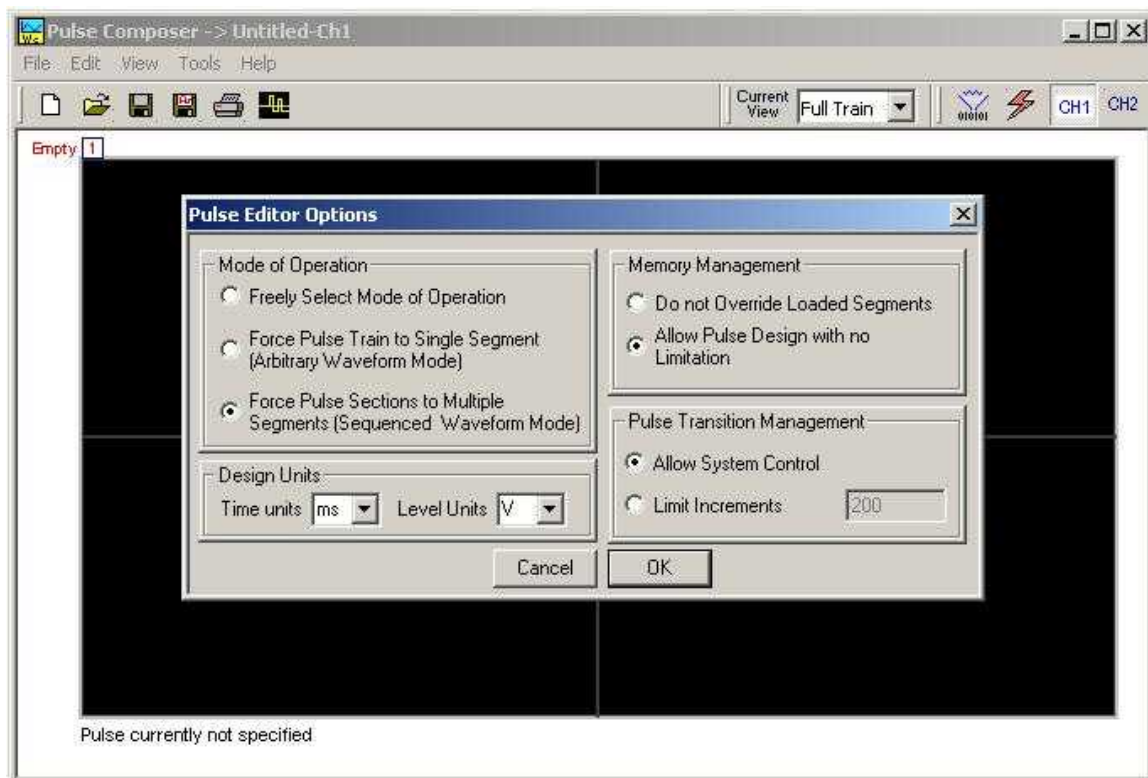 Pulse Composer -> Untitled-Ch1
File Edit View Tools Help
Current View Full Train CH1 CH2
Empty 1
Pulse Editor Options
Mode of Operation
Freely Select Mode of Operation
Force Pulse Train to Single Segment
(Arbitrary Waveform Mode)
Force Pulse Sections to Multiple
Segments (Sequenced Waveform Mode)
Design Units
Time units ms Level Units V
Memory Management
Do not Override Loaded Segments
Allow Pulse Design with no
Limitation
Pulse Transition Management
Allow System Control
Limit Increments 200
Cancel OK
Pulse currently not specified